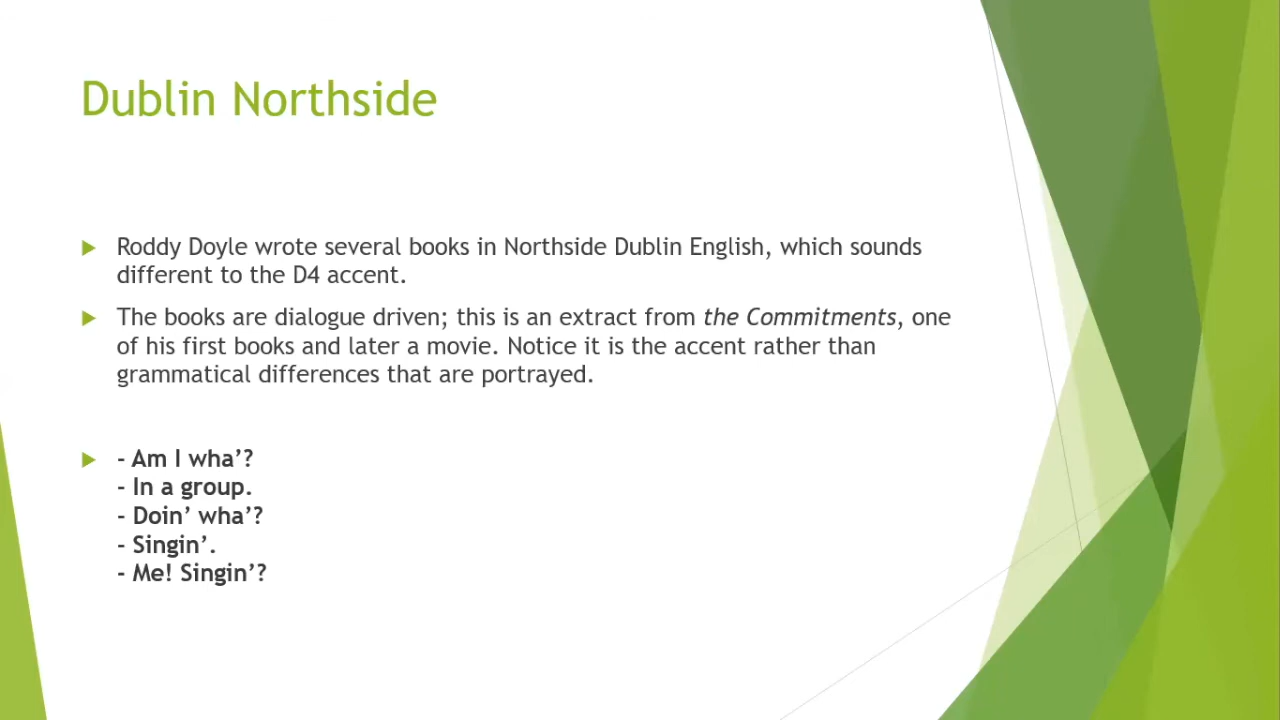 Dublin Northside
Roddy Doyle wrote several books in Northside Dublin English, which sounds
different to the D4 accent.
The books are dialogue driven; this is an extract from the Commitments, one
of his first books and later a movie. Notice it is the accent rather than
grammatical differences that are portrayed.
- Am I wha’?
- In a group.
- Doin’ wha’?
- Singin’.
- Me! Singin’?